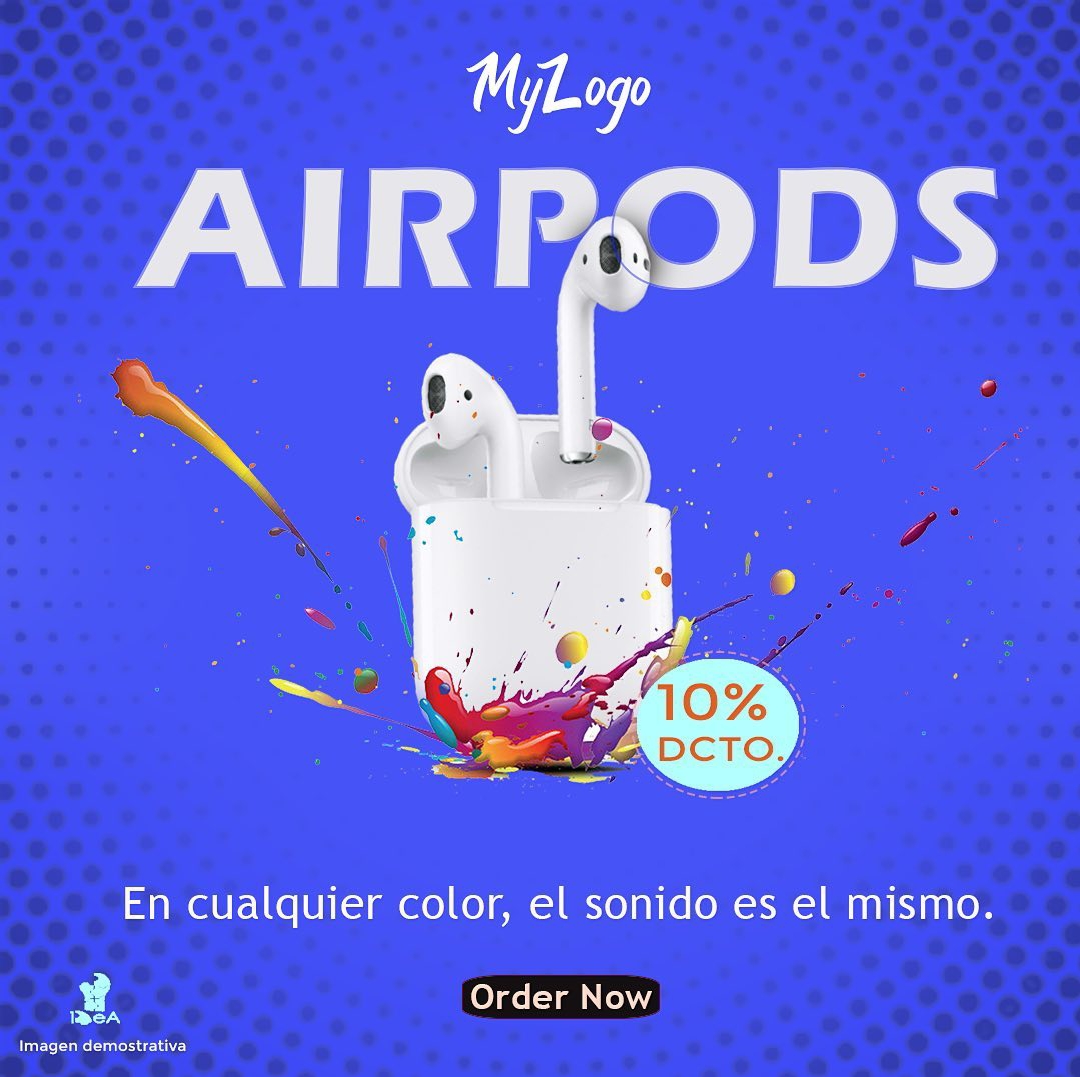 MyLogo
AIRPODS
10%
DCTO.
En cualquier color, el sonido es el mismo.
Order Now
IDeA
Imagen demostrativa